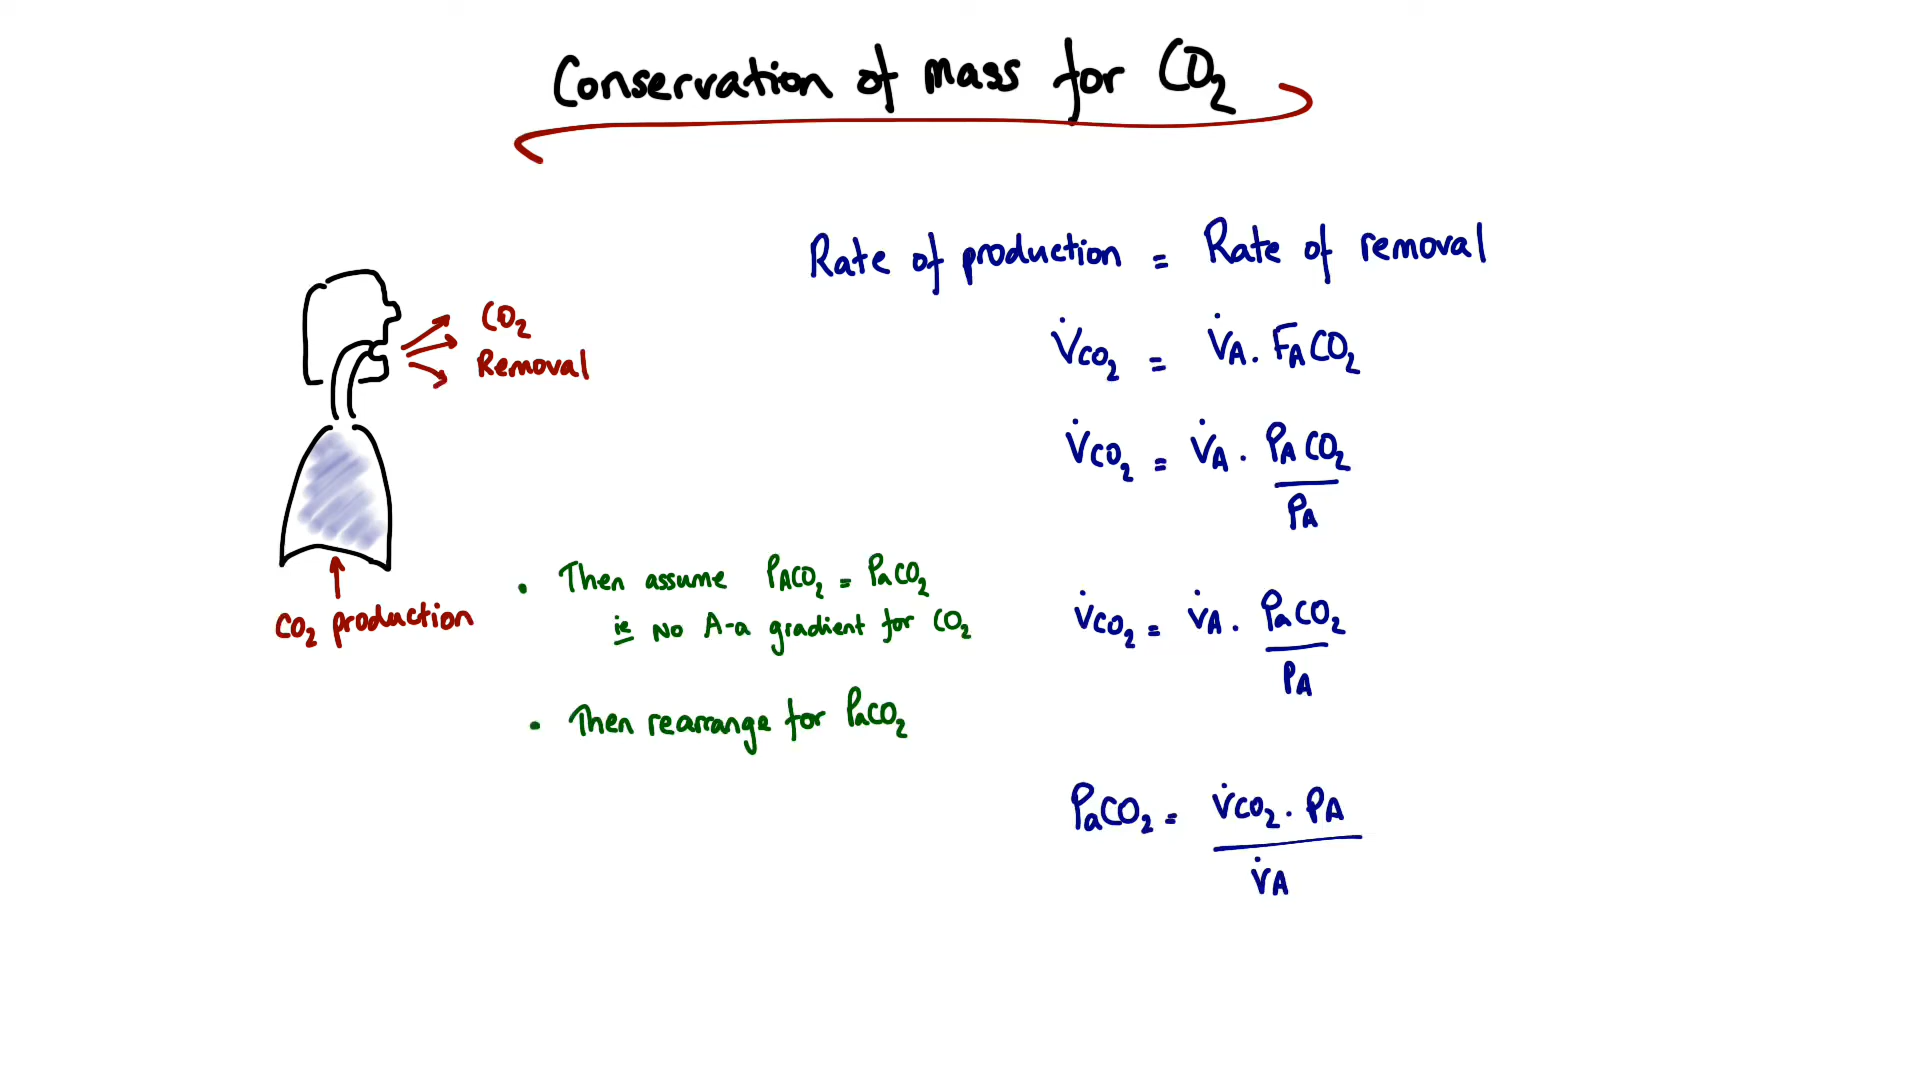 Conservation of mass for CO₂
Rate of production = Rate of removal
CO₂
Removal
V̇CO₂ = V̇A . FACO₂
V̇CO₂ = V̇A . PACO₂
PA
CO₂ production
• Then assume PACO₂ = PaCO₂
ie no A-a gradient for CO₂
V̇CO₂ = V̇A . PaCO₂
PA
• Then rearrange for PaCO₂
PaCO₂ = V̇CO₂ . PA
V̇A